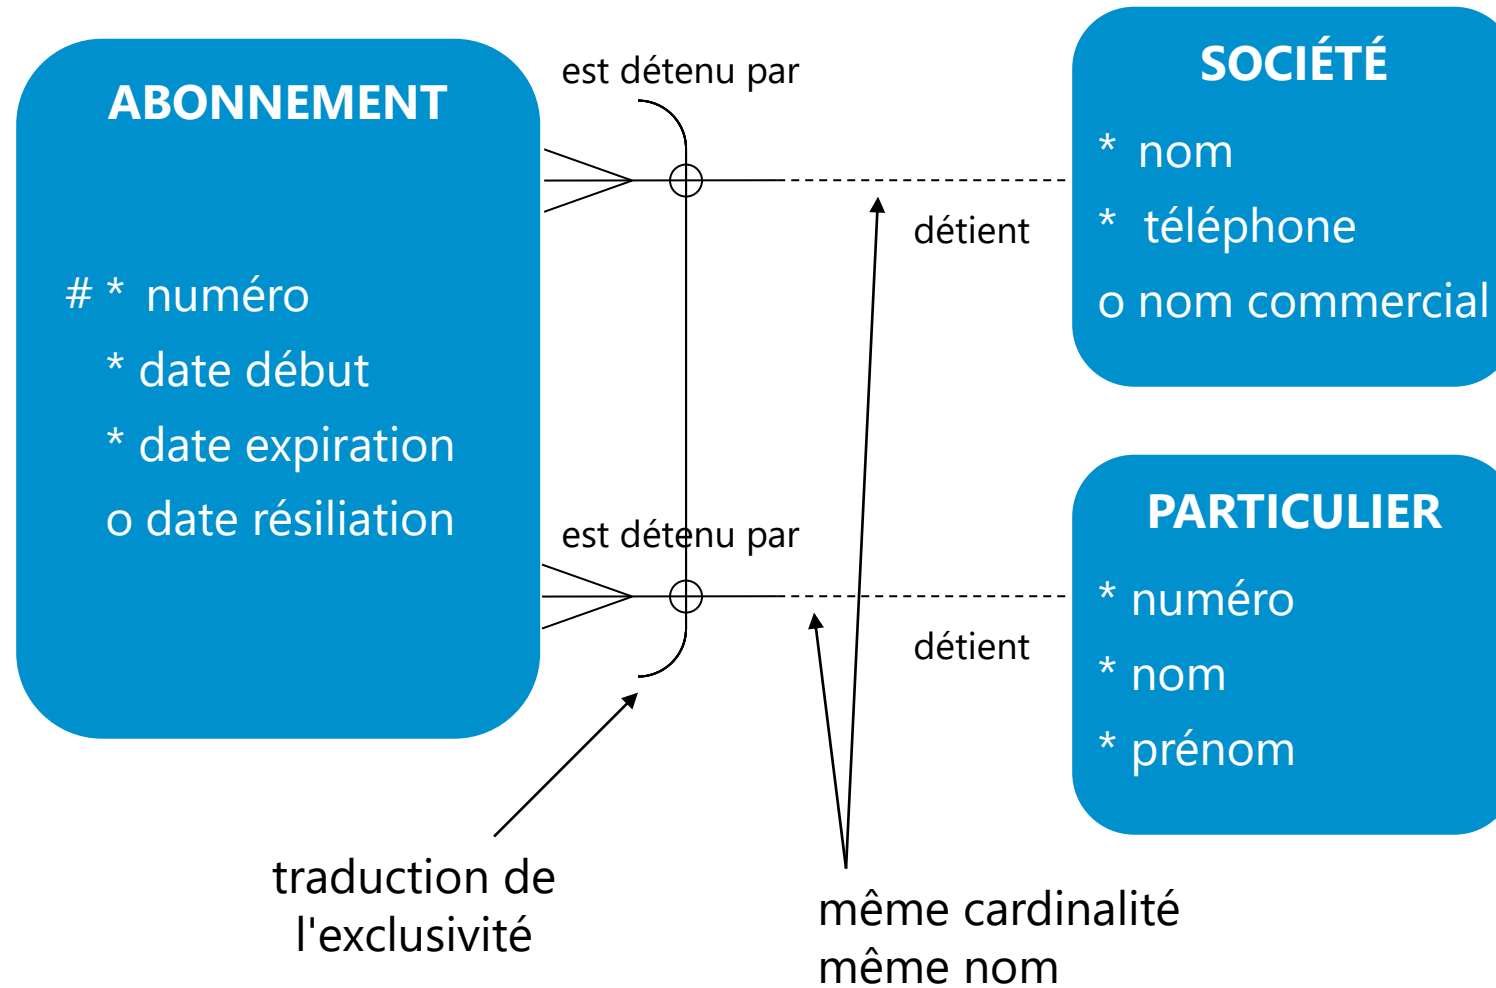 est détenu par
ABONNEMENT
# * numéro
* date début
* date expiration
o date résiliation
détient
SOCIÉTÉ
* nom
* téléphone
o nom commercial
est détenu par
détient
PARTICULIER
* numéro
* nom
* prénom
traduction de
l'exclusivité
même cardinalité
même nom